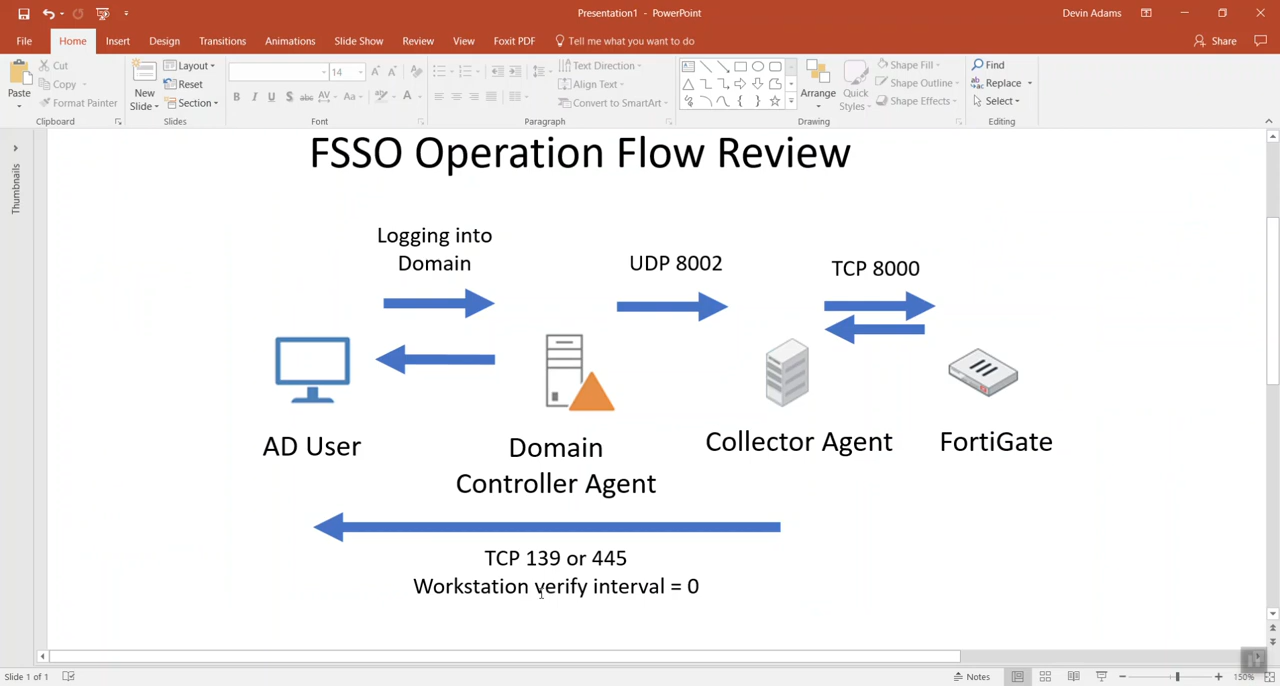 Presentation1 - PowerPoint
Devin Adams
File
Home
Insert
Design
Transitions
Animations
Slide Show
Review
View
Foxit PDF
Tell me what you want to do
Share
Paste
Cut
Copy
Format Painter
Clipboard
New
Slide
Layout
Reset
Section
Slides
14
B I U S abc AV Aa A
Font
Text Direction
Align Text
Convert to SmartArt
Paragraph
Arrange
Quick
Styles
Shape Fill
Shape Outline
Shape Effects
Drawing
Find
Replace
Select
Editing
Thumbnails
FSSO Operation Flow Review
Logging into
Domain
UDP 8002
TCP 8000
AD User
Domain
Controller Agent
Collector Agent
FortiGate
TCP 139 or 445
Workstation verify interval = 0
Slide 1 of 1
Notes
150%